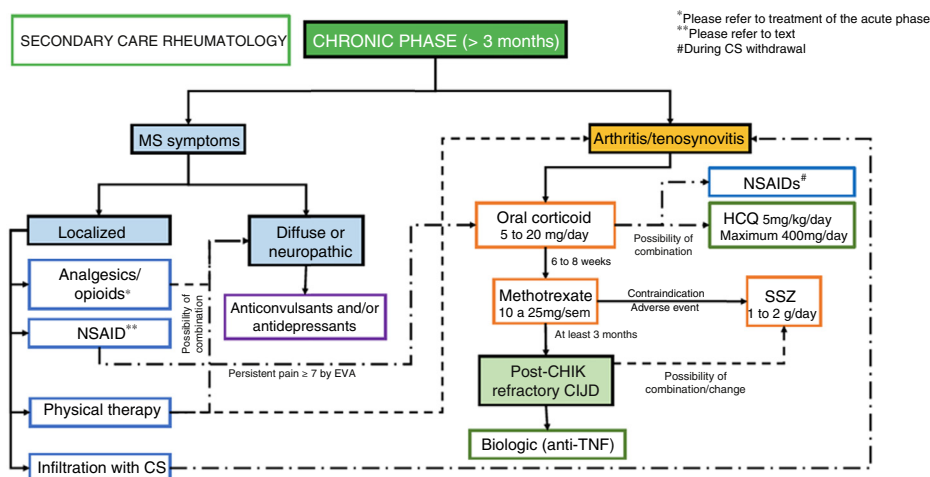 SECONDARY CARE RHEUMATOLOGY
CHRONIC PHASE (> 3 months)
*Please refer to treatment of the acute phase
**Please refer to text
#During CS withdrawal
MS symptoms
Arthritis/tenosynovitis
Localized
Diffuse or
neuropathic
Analgesics/
opioids*
NSAID**
Possibility of
combination
Anticonvulsants and/or
antidepressants
Persistent pain ≥ 7 by EVA
Physical therapy
Infiltration with CS
Oral corticoid
5 to 20 mg/day
Possibility of
combination
NSAIDs#
HCQ 5mg/kg/day
Maximum 400mg/day
6 to 8 weeks
Methotrexate
10 a 25mg/sem
Contraindication
Adverse event
SSZ
1 to 2 g/day
At least 3 months
Post-CHIK
refractory CIJD
Possibility of
combination/change
Biologic (anti-TNF)